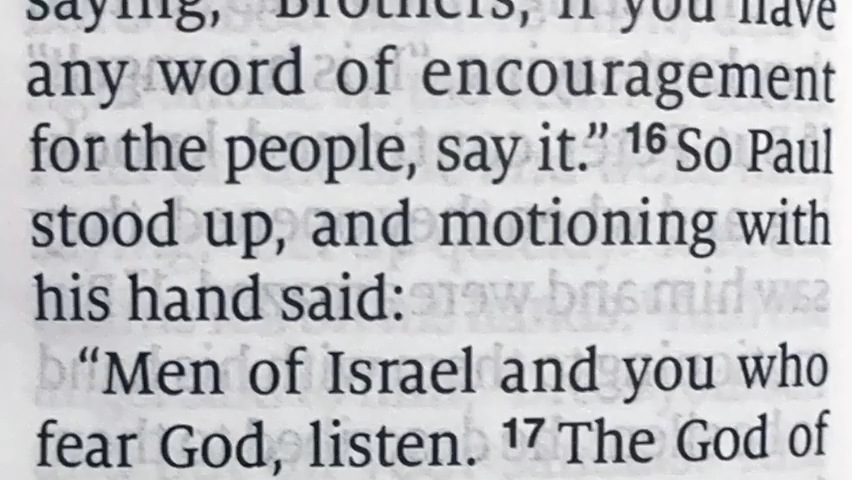 saying, "Brothers, if you have
any word of encouragement
for the people, say it.” 16 So Paul
stood up, and motioning with
his hand said:
“Men of Israel and you who
fear God, listen. 17 The God of